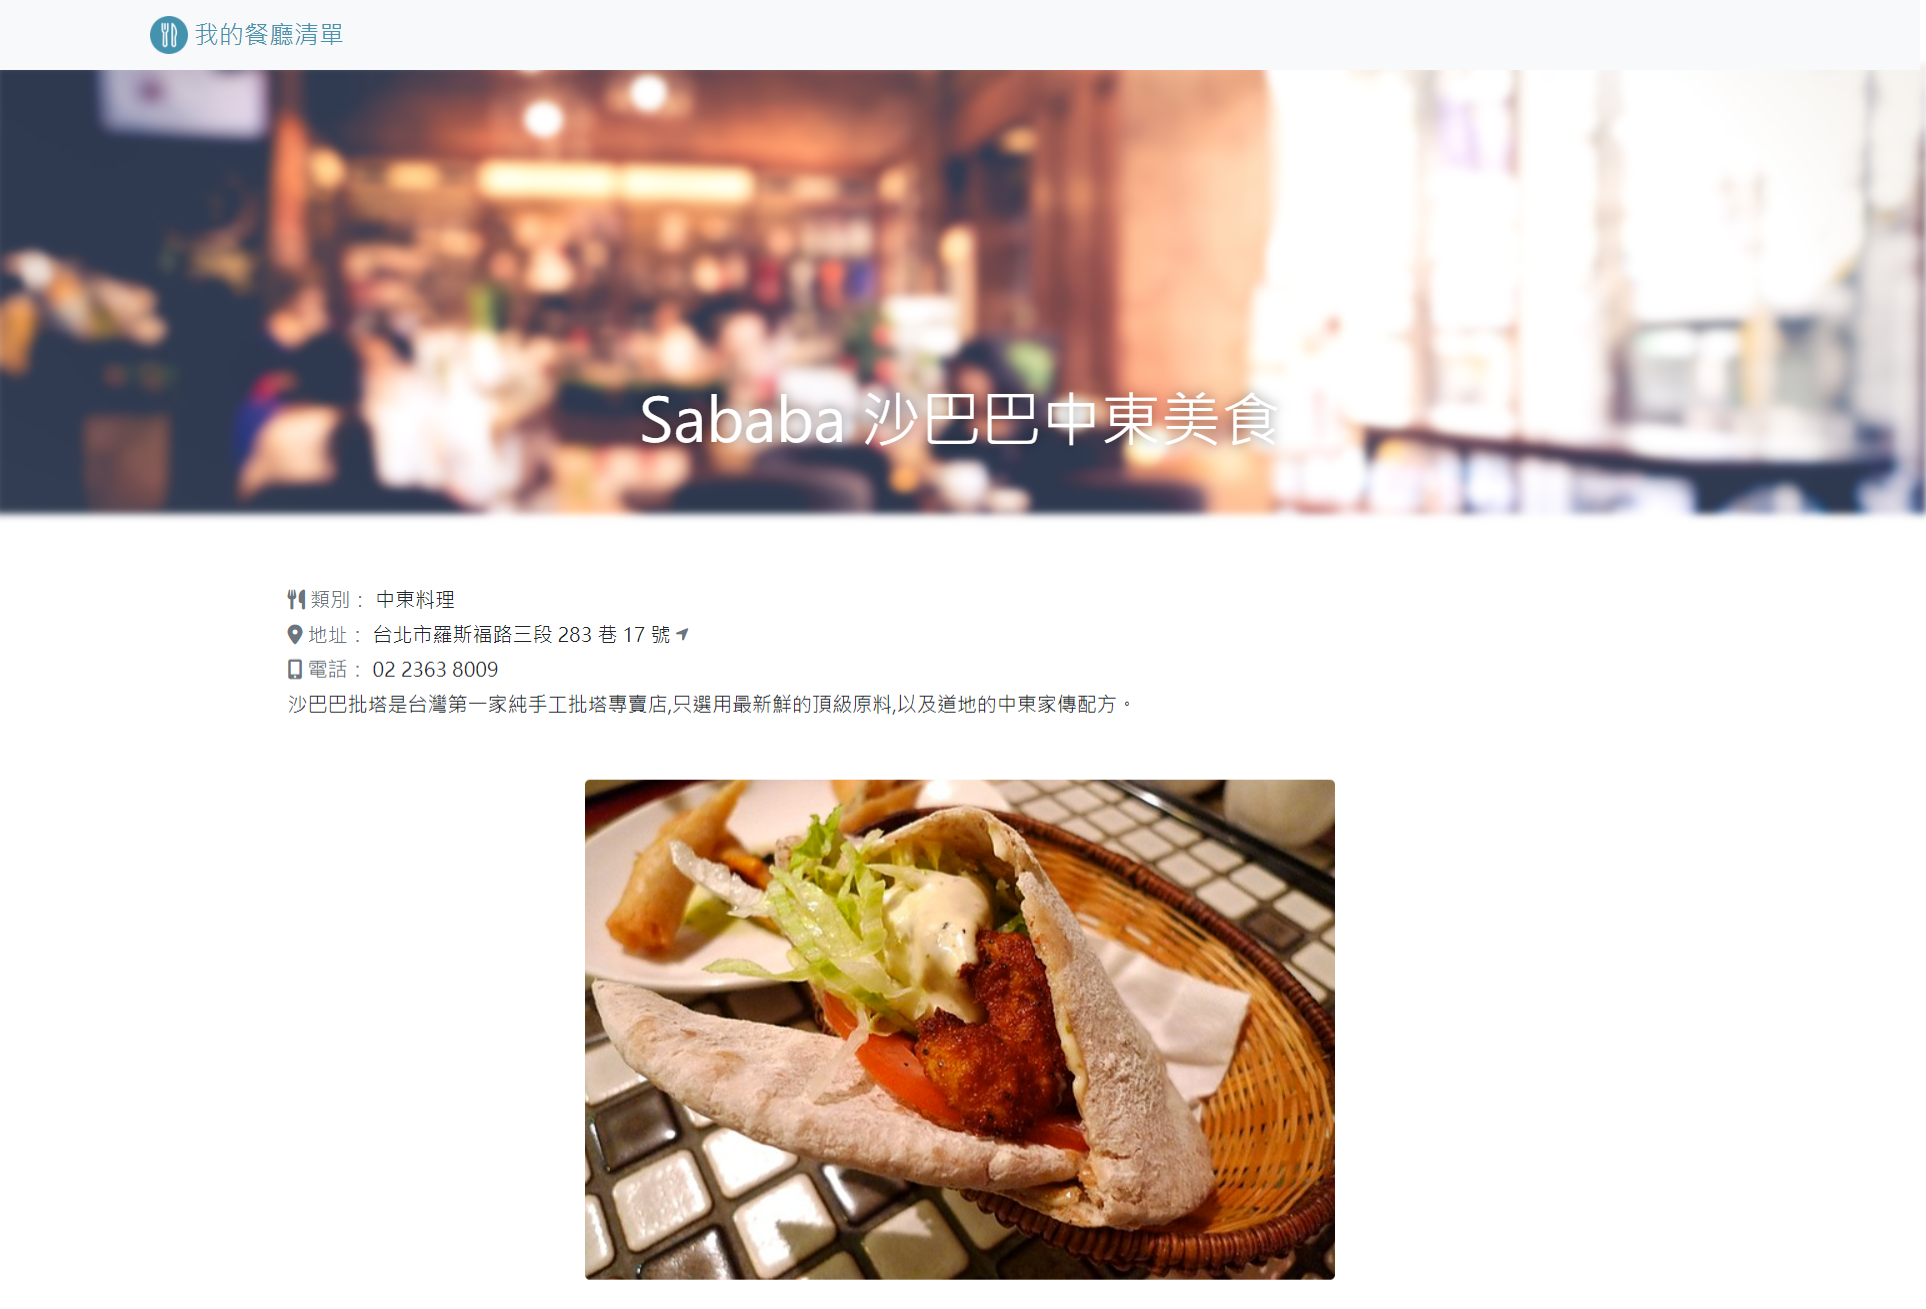 我的餐廳清單
Sababa 沙巴巴中東美食
類別： 中東料理
地址： 台北市羅斯福路三段 283 巷 17 號
電話： 02 2363 8009
沙巴巴批塔是台灣第一家純手工批塔專賣店,只選用最新鮮的頂級原料,以及道地的中東家傳配方。